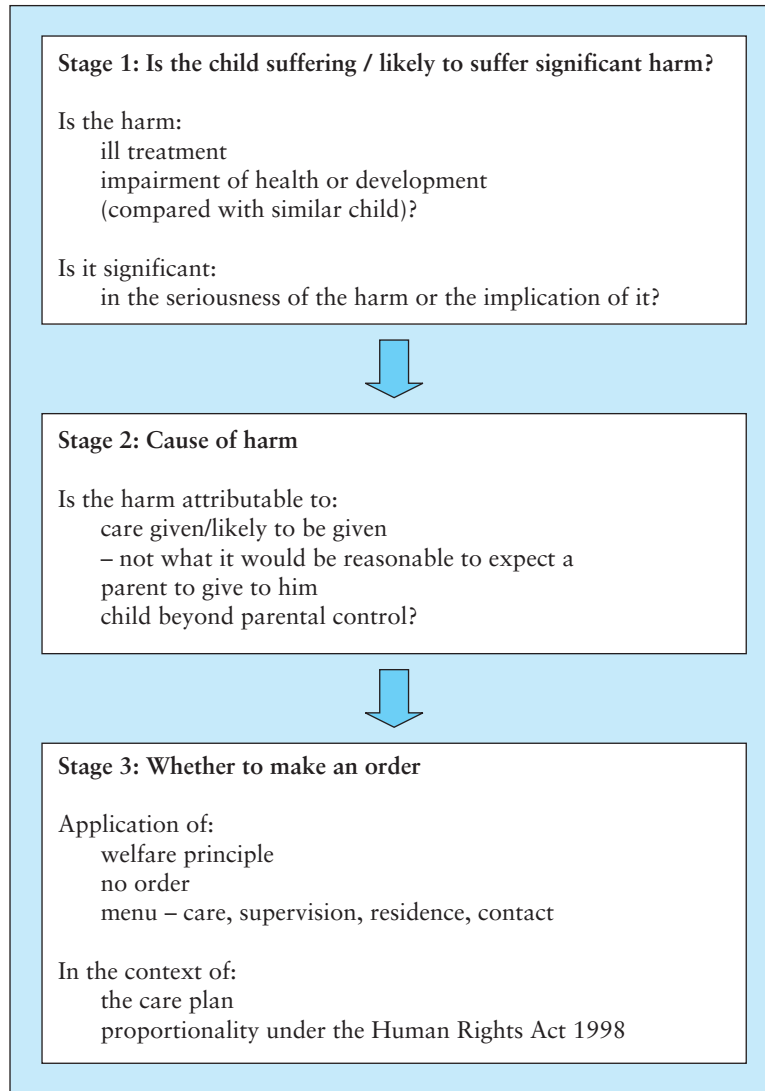 Stage 1: Is the child suffering / likely to suffer significant harm?
Is the harm:
ill treatment
impairment of health or development
(compared with similar child)?
Is it significant:
in the seriousness of the harm or the implication of it?
Stage 2: Cause of harm
Is the harm attributable to:
care given/likely to be given
– not what it would be reasonable to expect a
parent to give to him
child beyond parental control?
Stage 3: Whether to make an order
Application of:
welfare principle
no order
menu – care, supervision, residence, contact
In the context of:
the care plan
proportionality under the Human Rights Act 1998